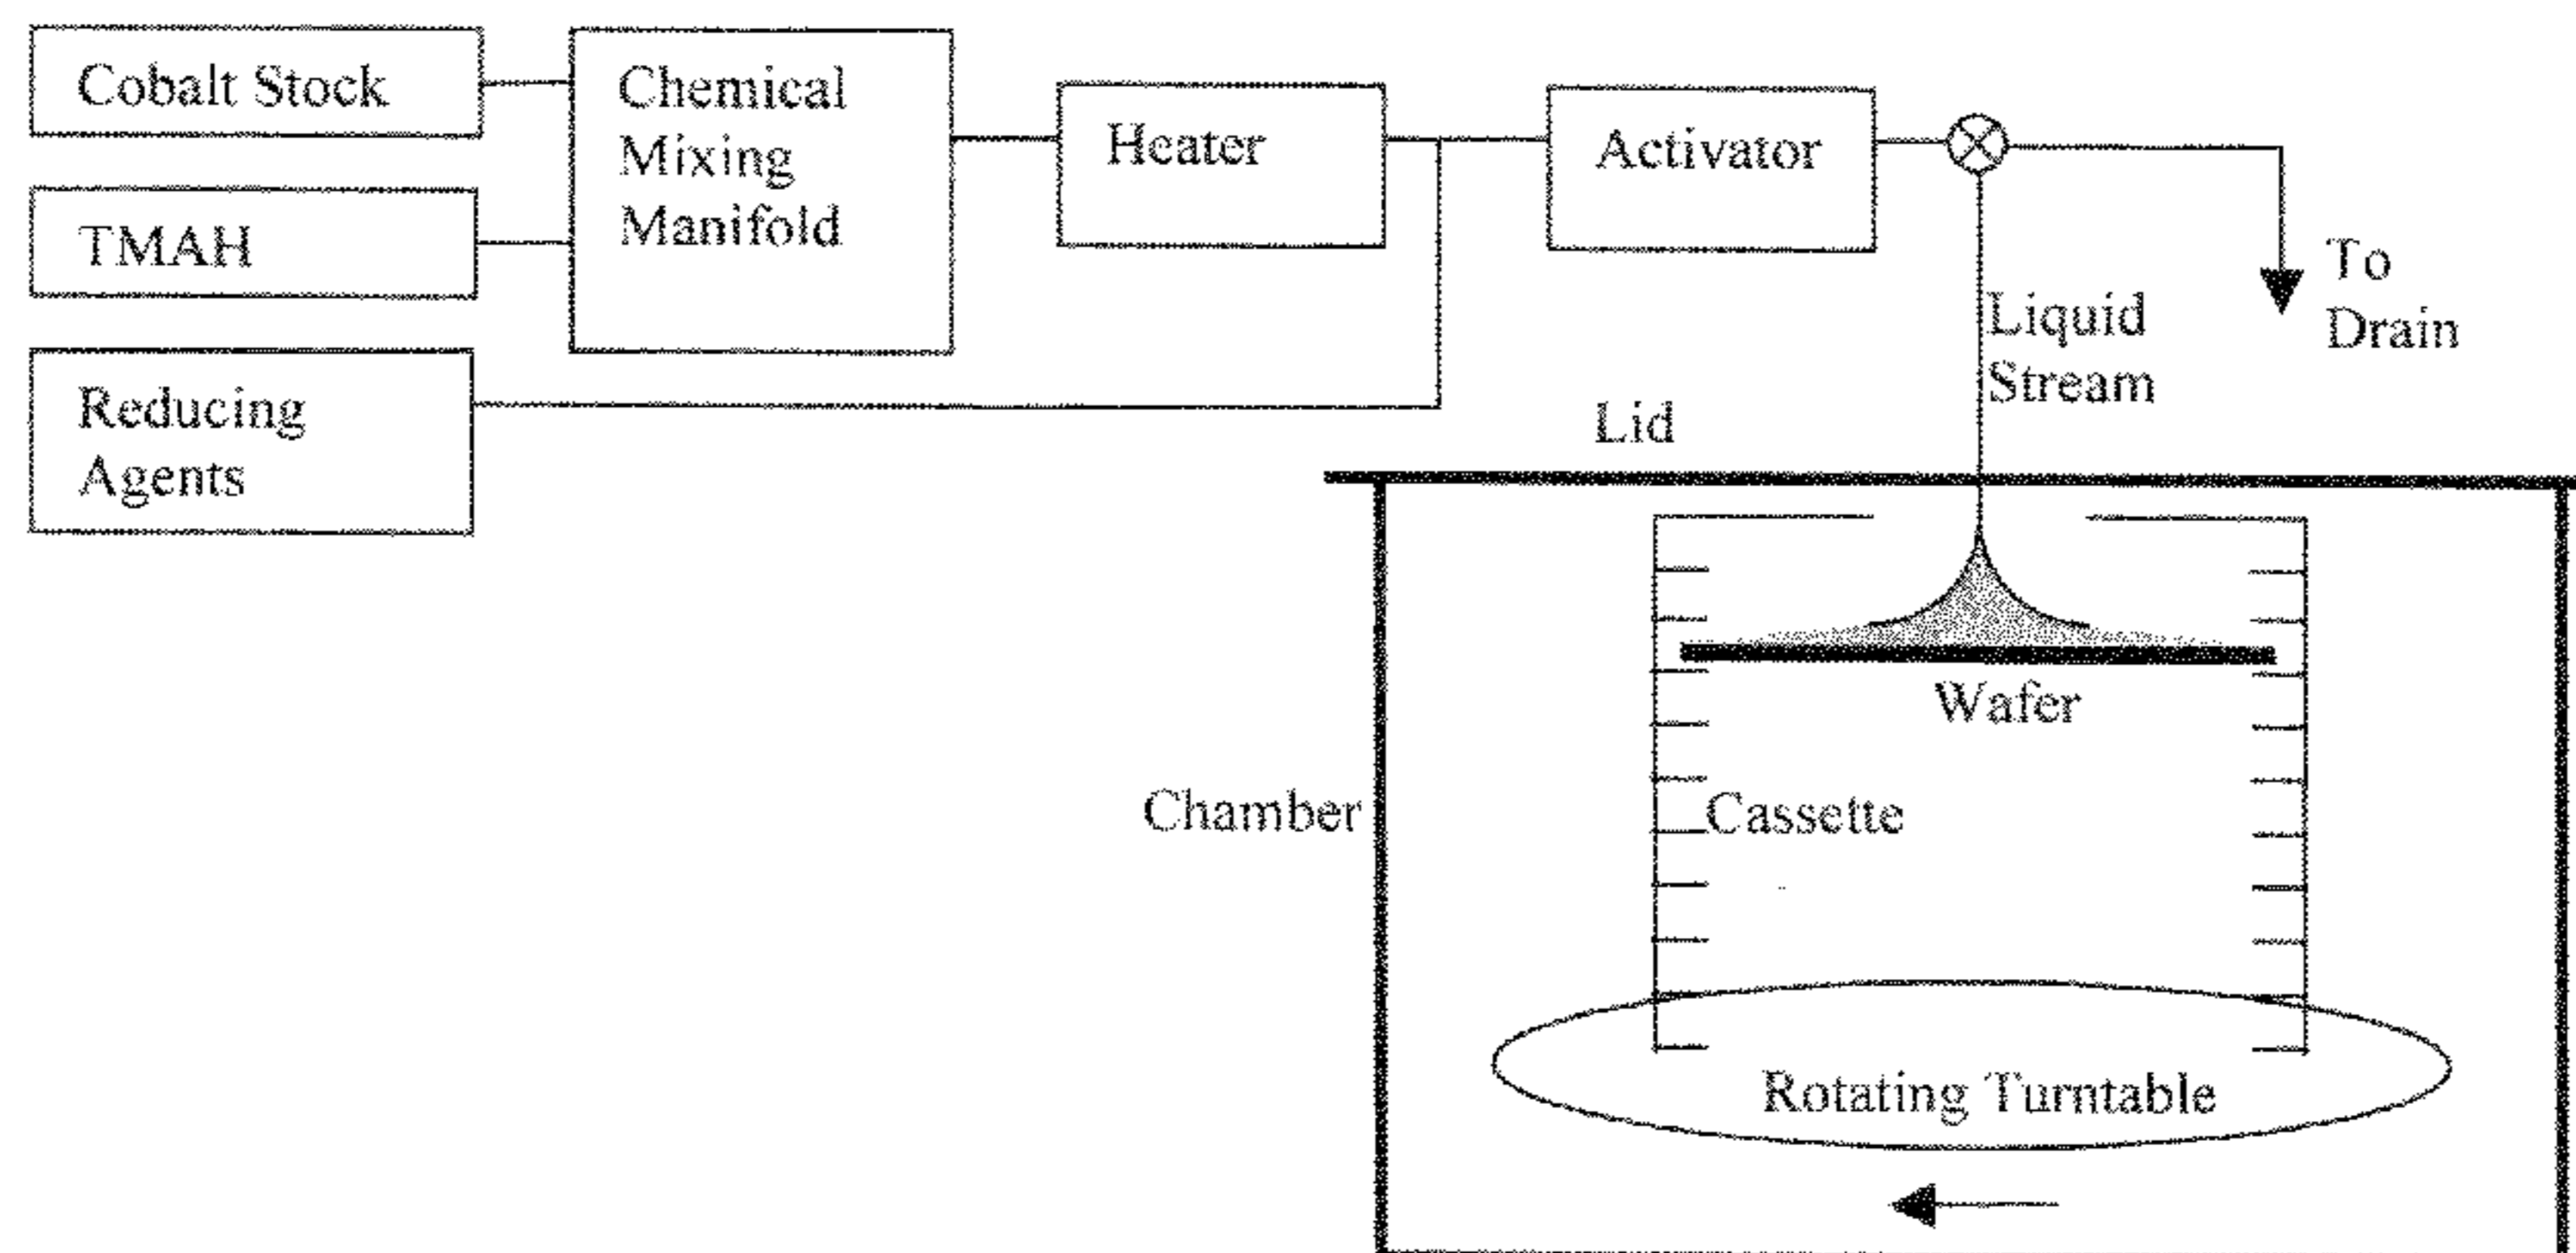 Cobalt Stock
TMAH
Reducing
Agents
Chemical
Mixing
Manifold
Heater
Activator
To
Drain
Liquid
Stream
Lid
Wafer
Chamber
Cassette
Rotating Turntable